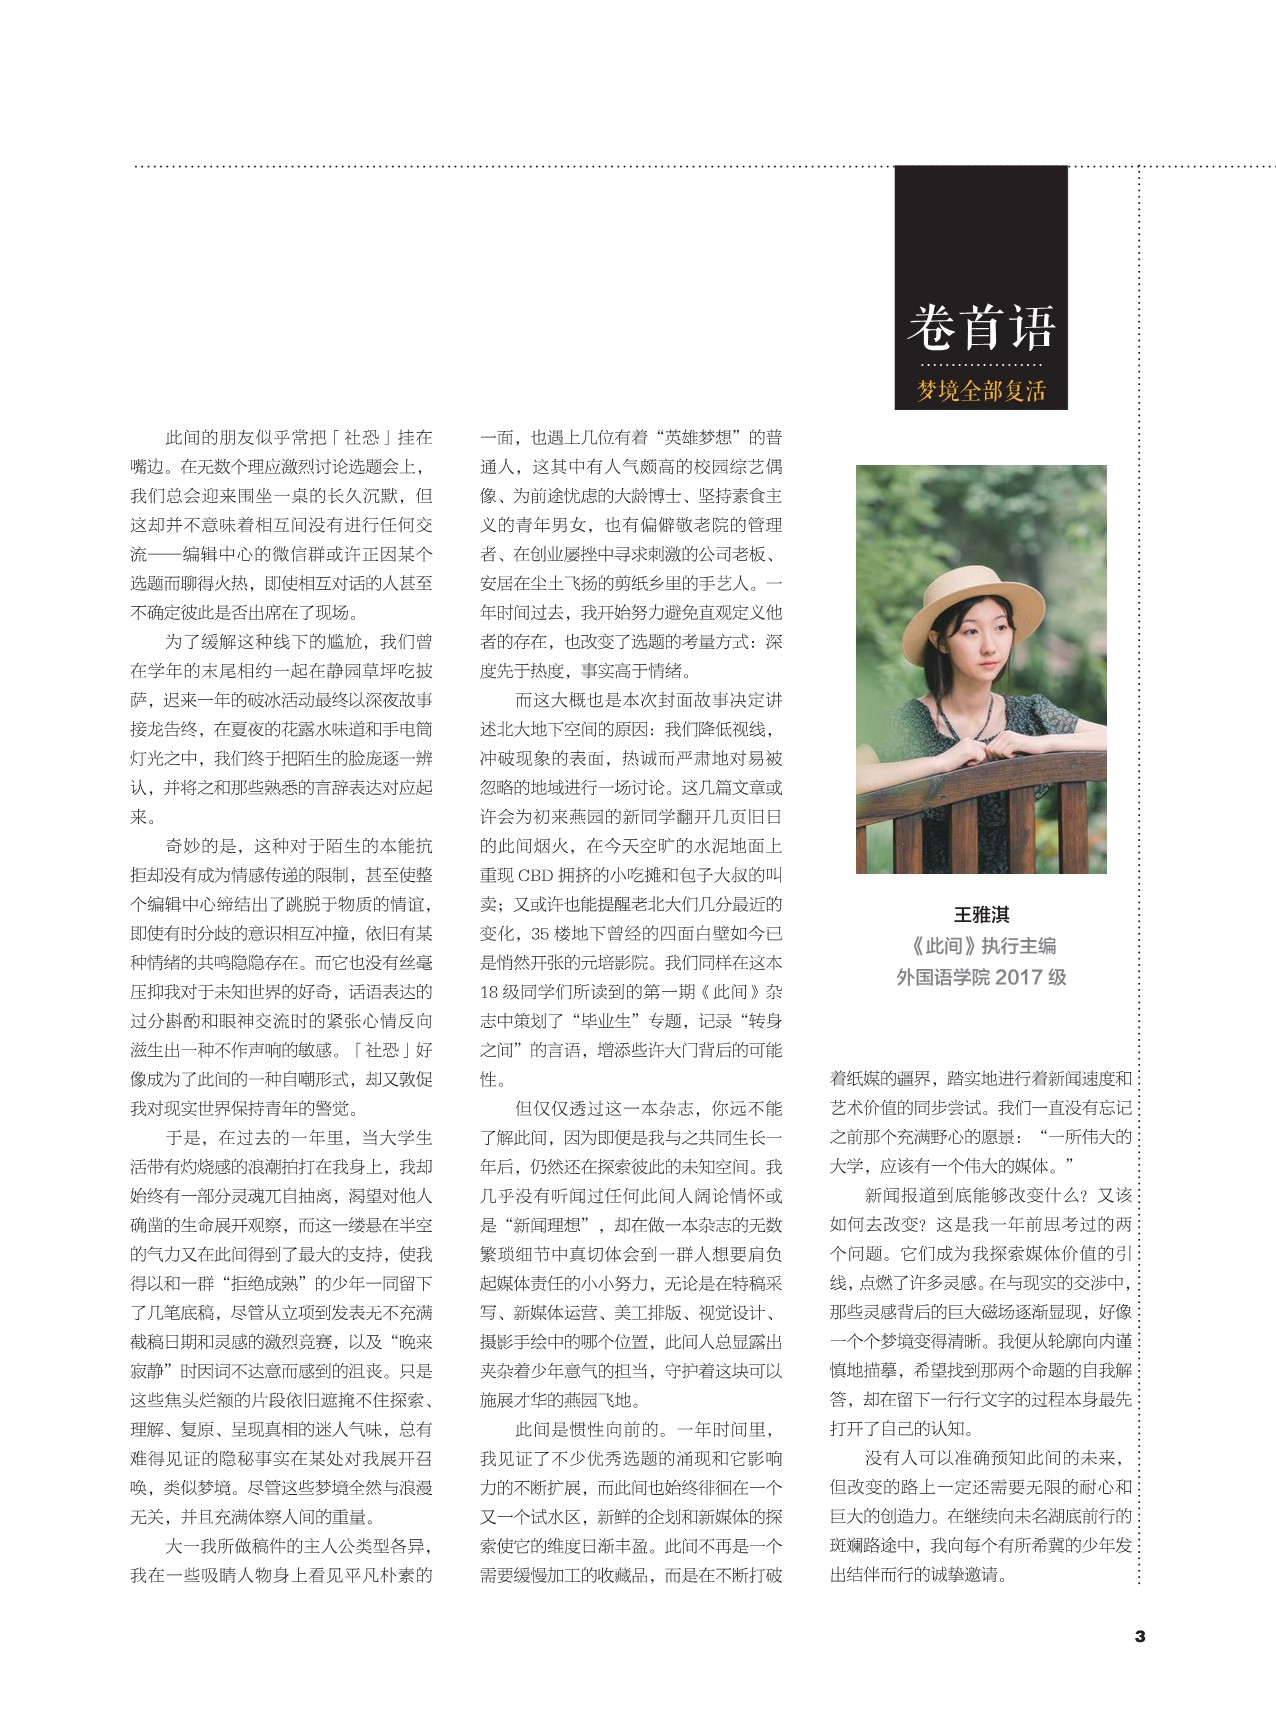 卷首语
梦境全部复活
此间的朋友似乎常把「社恐」挂在
嘴边。在无数个理应激烈讨论选题会上，
我们总会迎来围坐一桌的长久沉默，但
这却并不意味着相互间没有进行任何交
流——编辑中心的微信群或许正因某个
选题而聊得火热，即使相互对话的人甚至
不确定彼此是否出席在了现场。
为了缓解这种线下的尴尬，我们曾
在学年的末尾相约一起在静园草坪吃披
萨，迟来一年的破冰活动最终以深夜故事
接龙告终，在夏夜的花露水味道和手电筒
灯光之中，我们终于把陌生的脸庞逐一辨
认，并将之和那些熟悉的言辞表达对应起
来。
奇妙的是，这种对于陌生的本能抗
拒却没有成为情感传递的限制，甚至使整
个编辑中心缔结出了跳脱于物质的情谊，
即使有时分歧的意识相互冲撞，依旧有某
种情绪的共鸣隐隐存在。而它也没有丝毫
压抑我对于未知世界的好奇，话语表达的
过分斟酌和眼神交流时的紧张心情反向
滋生出一种不作声响的敏感。「社恐」好
像成为了此间的一种自嘲形式，却又敦促
我对现实世界保持青年的警觉。
于是，在过去的一年里，当大学生
活带有灼烧感的浪潮拍打在我身上，我却
始终有一部分灵魂兀自抽离，渴望对他人
确凿的生命展开观察，而这一缕悬在半空
的气力又在此间得到了最大的支持，使我
得以和一群“拒绝成熟”的少年一同留下
了几笔底稿，尽管从立项到发表无不充满
截稿日期和灵感的激烈竞赛，以及“晚来
寂静”时因词不达意而感到的沮丧。只是
这些焦头烂额的片段依旧遮掩不住探索、
理解、复原、呈现真相的迷人气味，总有
难得见证的隐秘事实在某处对我展开召
唤，类似梦境。尽管这些梦境全然与浪漫
无关，并且充满体察人间的重量。
大一我所做稿件的主人公类型各异，
我在一些吸睛人物身上看见平凡朴素的
一面，也遇上几位有着“英雄梦想”的普
通人，这其中有人气颇高的校园综艺偶
像、为前途忧虑的大龄博士、坚持素食主
义的青年男女，也有偏僻敬老院的管理
者、在创业屡挫中寻求刺激的公司老板、
安居在尘土飞扬的剪纸乡里的手艺人。一
年时间过去，我开始努力避免直观定义他
者的存在，也改变了选题的考量方式：深
度先于热度，事实高于情绪。
而这大概也是本次封面故事决定讲
述北大地下空间的原因：我们降低视线，
冲破现象的表面，热诚而严肃地对易被
忽略的地域进行一场讨论。这几篇文章或
许会为初来燕园的新同学翻开几页旧日
的此间烟火，在今天空旷的水泥地面上
重现 CBD 拥挤的小吃摊和包子大叔的叫
卖；又或许也能提醒老北大们几分最近的
变化，35 楼地下曾经的四面白壁如今已
是悄然开张的元培影院。我们同样在这本
18 级同学们所读到的第一期《此间》杂
志中策划了“毕业生”专题，记录“转身
之间”的言语，增添些许大门背后的可能
性。
但仅仅透过这一本杂志，你远不能
了解此间，因为即便是我与之共同生长一
年后，仍然还在探索彼此的未知空间。我
几乎没有听闻过任何此间人阔论情怀或
是“新闻理想”，却在做一本杂志的无数
繁琐细节中真切体会到一群人想要肩负
起媒体责任的小小努力，无论是在特稿采
写、新媒体运营、美工排版、视觉设计、
摄影手绘中的哪个位置，此间人总显露出
夹杂着少年意气的担当，守护着这块可以
施展才华的燕园飞地。
此间是惯性向前的。一年时间里，
我见证了不少优秀选题的涌现和它影响
力的不断扩展，而此间也始终徘徊在一个
又一个试水区，新鲜的企划和新媒体的探
索使它的维度日渐丰盈。此间不再是一个
需要缓慢加工的收藏品，而是在不断打破
王雅淇
《此间》执行主编
外国语学院 2017 级
着纸媒的疆界，踏实地进行着新闻速度和
艺术价值的同步尝试。我们一直没有忘记
之前那个充满野心的愿景：“一所伟大的
大学，应该有一个伟大的媒体。”
新闻报道到底能够改变什么？又该
如何去改变？这是我一年前思考过的两
个问题。它们成为我探索媒体价值的引
线，点燃了许多灵感。在与现实的交涉中，
那些灵感背后的巨大磁场逐渐显现，好像
一个个梦境变得清晰。我便从轮廓向内谨
慎地描摹，希望找到那两个命题的自我解
答，却在留下一行行文字的过程本身最先
打开了自己的认知。
没有人可以准确预知此间的未来，
但改变的路上一定还需要无限的耐心和
巨大的创造力。在继续向未名湖底前行的
斑斓路途中，我向每个有所希冀的少年发
出结伴而行的诚挚邀请。
3